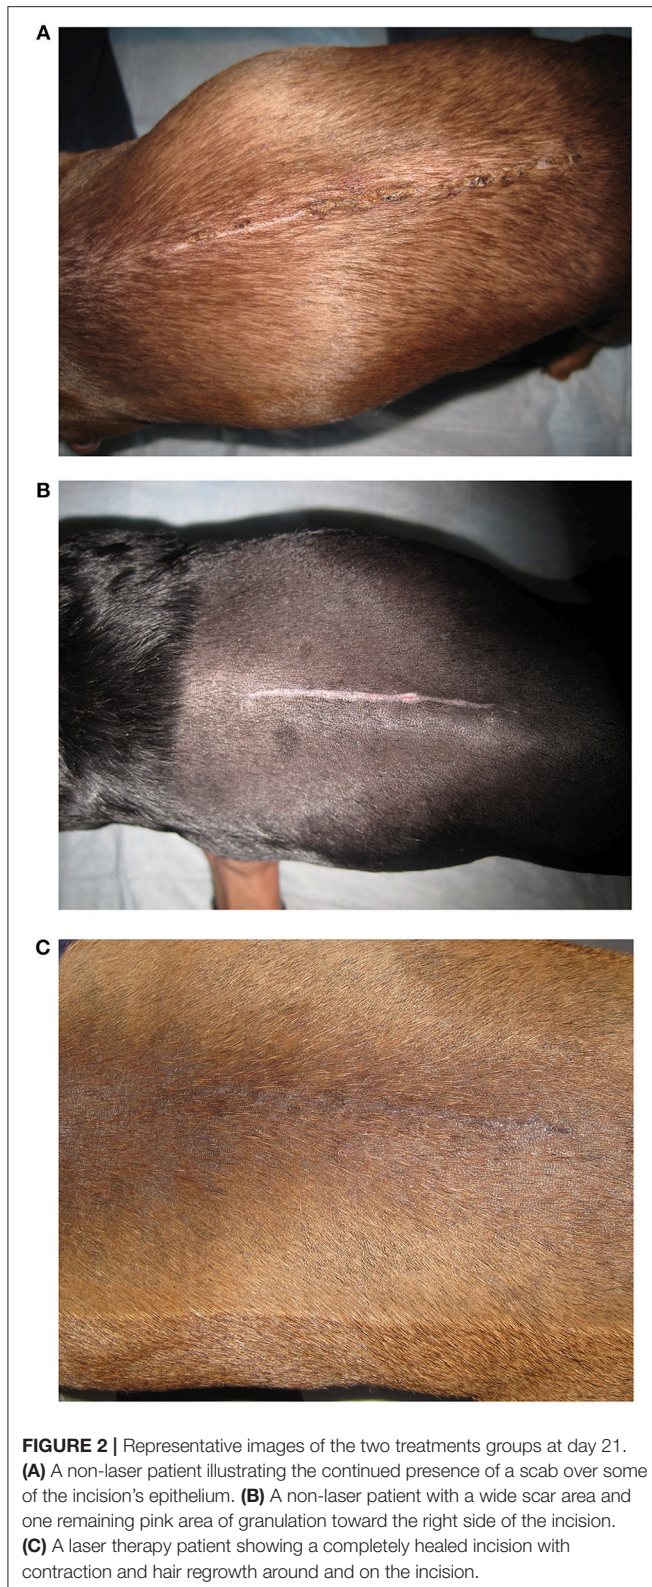 A
B
C
FIGURE 2 | Representative images of the two treatments groups at day 21.
(A) A non-laser patient illustrating the continued presence of a scab over some
of the incision's epithelium. (B) A non-laser patient with a wide scar area and
one remaining pink area of granulation toward the right side of the incision.
(C) A laser therapy patient showing a completely healed incision with
contraction and hair regrowth around and on the incision.